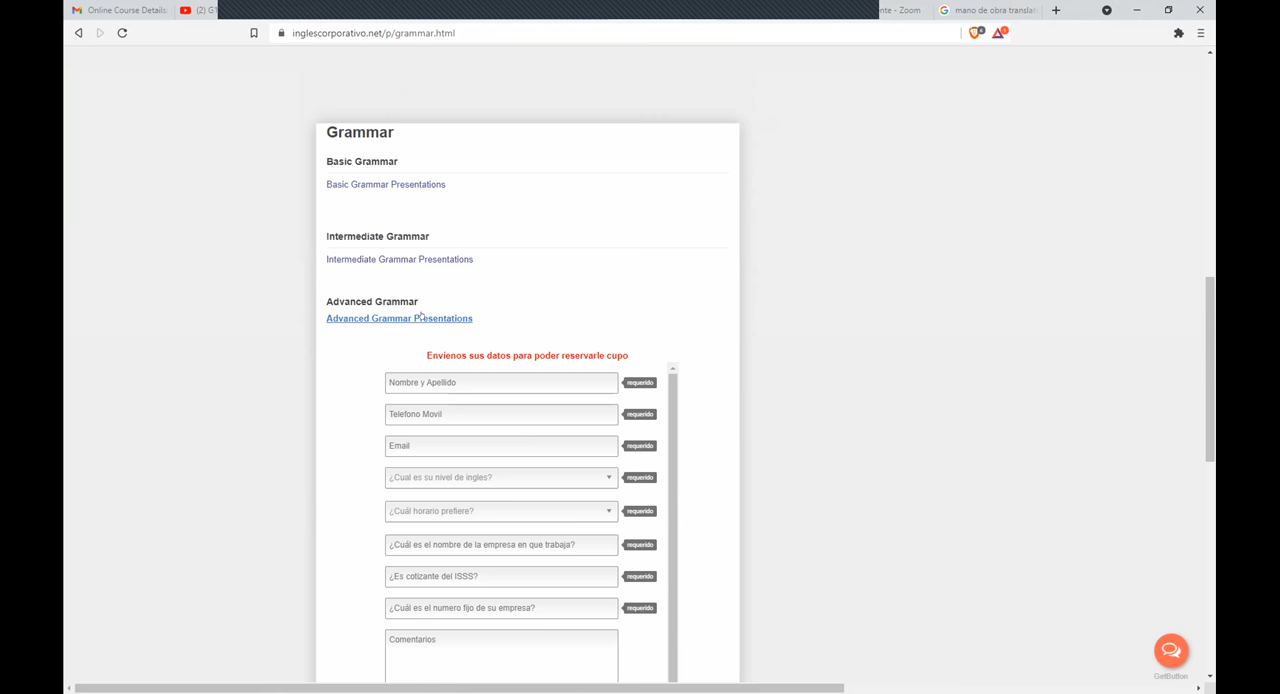 Online Course Details:
(2) G1
nte - Zoom
mano de obra translat
inglescorporativo.net/p/grammar.html
Grammar
Basic Grammar
Basic Grammar Presentations
Intermediate Grammar
Intermediate Grammar Presentations
Advanced Grammar
Advanced Grammar Presentations
Envíenos sus datos para poder reservarle cupo
Nombre y Apellido requerido
Telefono Movil requerido
Email requerido
¿Cual es su nivel de ingles? requerido
¿Cuál horario prefiere? requerido
¿Cuál es el nombre de la empresa en que trabaja? requerido
¿Es cotizante del ISSS? requerido
¿Cuál es el numero fijo de su empresa? requerido
Comentarios
GetButton